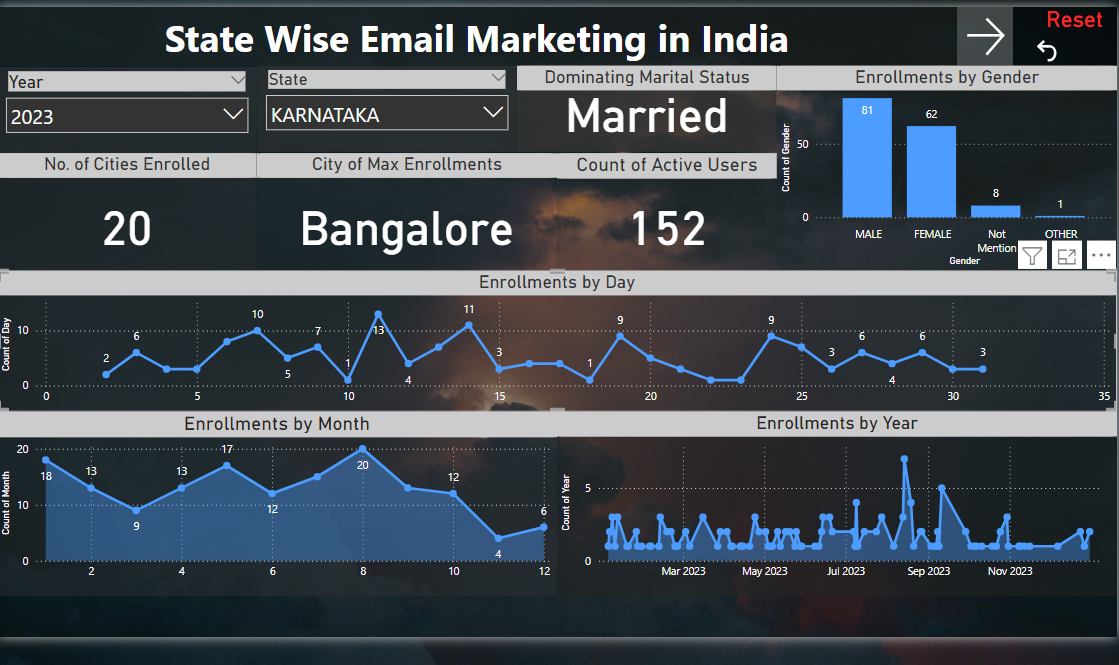 State Wise Email Marketing in India
Reset
Year
2023
State
KARNATAKA
Dominating Marital Status
Married
Enrollments by Gender
Count of Gender
50
0
81
62
8
1
MALE
FEMALE
Not
Mention
OTHER
Gender
No. of Cities Enrolled
20
City of Max Enrollments
Bangalore
Count of Active Users
152
Enrollments by Day
Count of Day
10
0
2
6
10
5
7
1
13
4
11
3
1
9
9
3
6
4
6
3
0
5
10
15
20
25
30
35
Enrollments by Month
Count of Month
20
10
0
18
13
9
13
17
12
20
12
4
6
2
4
6
8
10
12
Enrollments by Year
Count of Year
5
0
Mar 2023
May 2023
Jul 2023
Sep 2023
Nov 2023